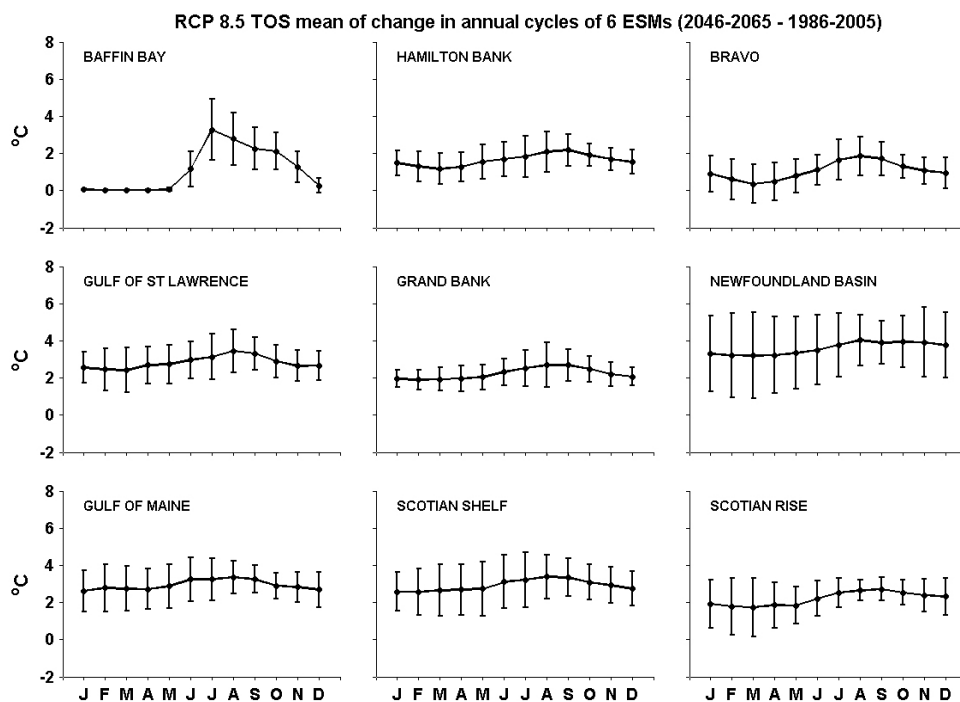 RCP 8.5 TOS mean of change in annual cycles of 6 ESMs (2046-2065 - 1986-2005)
8 BAFFIN BAY HAMILTON BANK BRAVO
6
4
2
0
-2
°C
8 GULF OF ST LAWRENCE GRAND BANK NEWFOUNDLAND BASIN
6
4
2
0
-2
°C
8 GULF OF MAINE SCOTIAN SHELF SCOTIAN RISE
6
4
2
0
-2
°C
J F M A M J J A S O N D J F M A M J J A S O N D J F M A M J J A S O N D